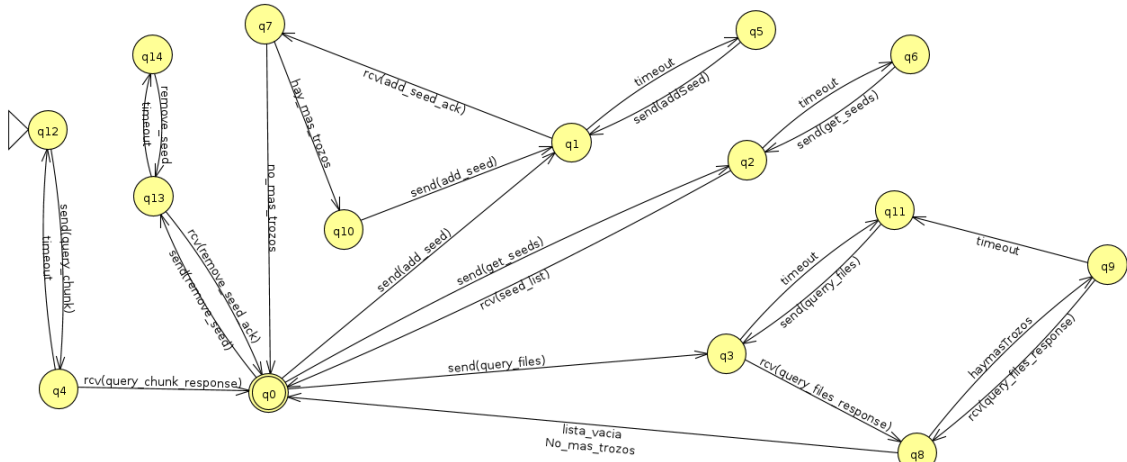 q7
q5
q14
q6
timeout
rcv(add_seed_ack)
send(addSeed)
timeout
send(get_seeds)
hay_mas_trozos
timeout
remove_seed
q12
q1
q2
send(add_seed)
q13
q10
q11
no_mas_trozos
timeout
send(query_chunk)
timeout
rcv(remove_seed_ack)
send(remove_seed)
send(add_seed)
send(get_seeds)
rcv(seed_list)
timeout
send(querry_files)
q9
haymasTrozos
rcv(query_files_response)
q3
send(query_files)
rcv(query_files_response)
q4
rcv(query_chunk_response)
q0
lista_vacia
No_mas_trozos
q8